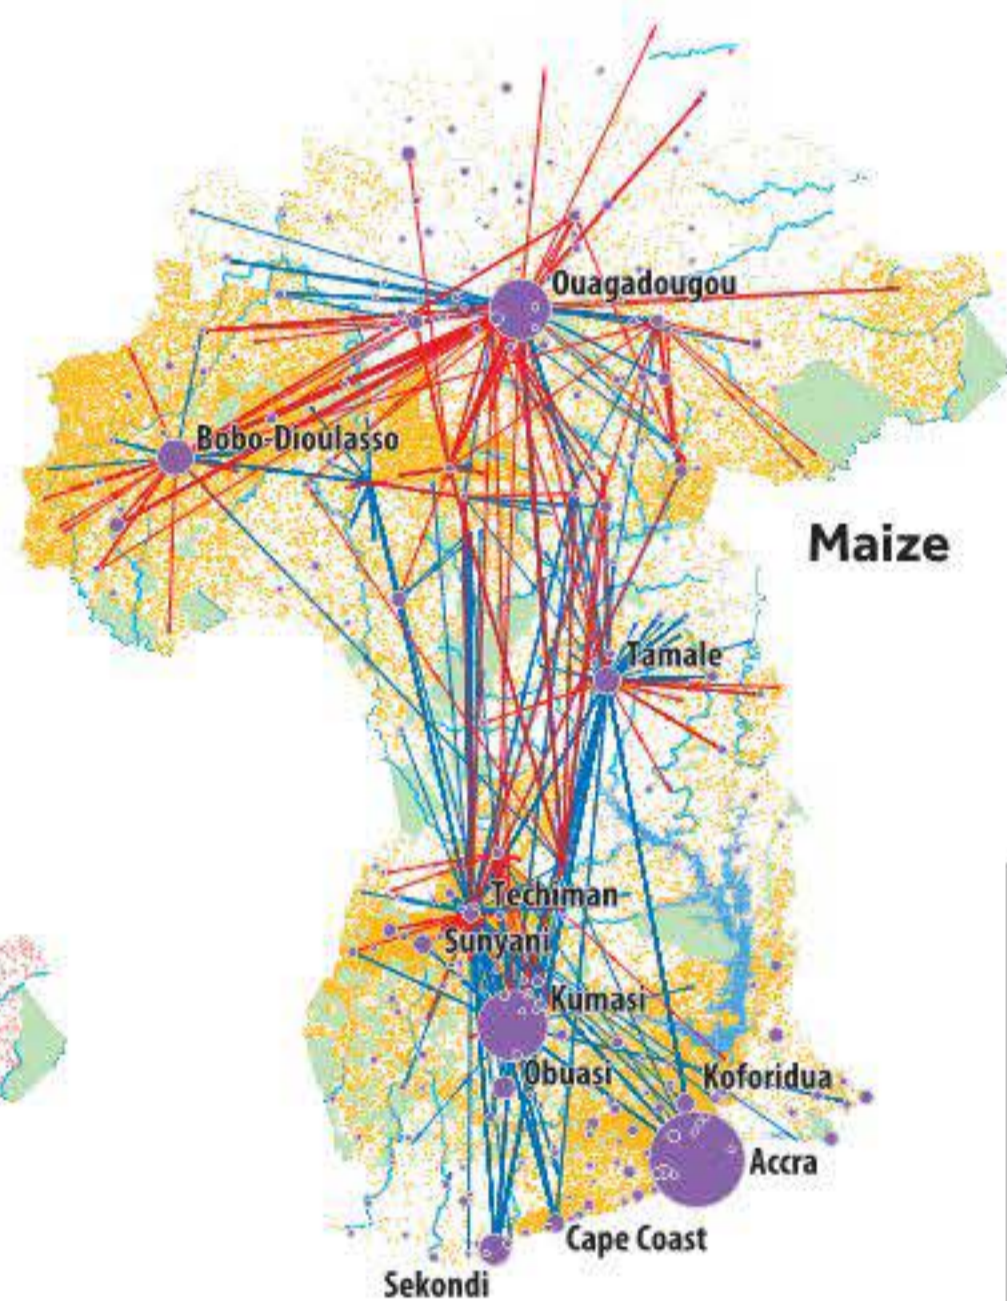 Ouagadougou
Bobo-Dioulasso
Maize
Tamale
Techiman
Sunyani
Kumasi
Obuasi
Koforidua
Accra
Cape Coast
Sekondi